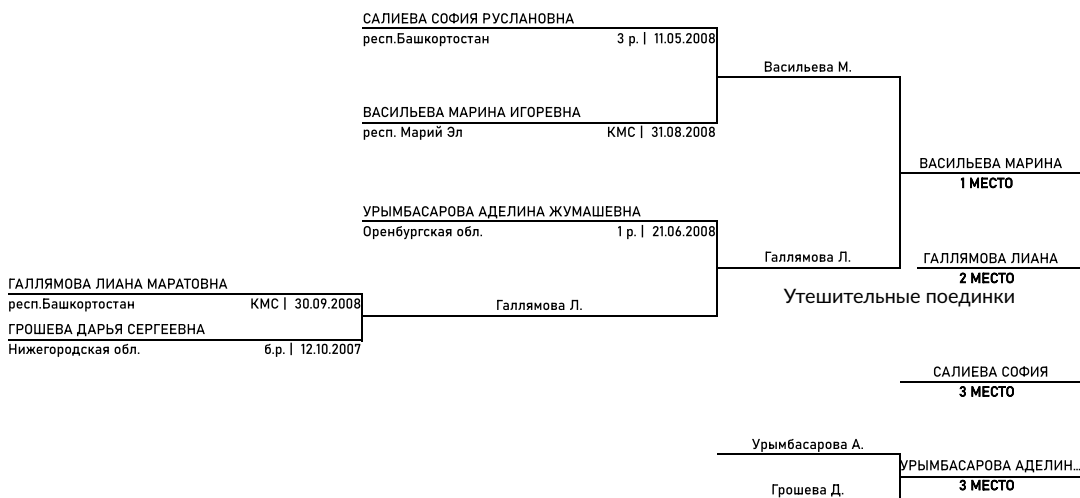 САЛИЕВА СОФИЯ РУСЛАНОВНА
респ.Башкортостан 3 р. | 11.05.2008
Васильева М.
ВАСИЛЬЕВА МАРИНА ИГОРЕВНА
респ. Марий Эл КМС | 31.08.2008
ВАСИЛЬЕВА МАРИНА
1 МЕСТО
УРЫМБАСАРОВА АДЕЛИНА ЖУМАШЕВНА
Оренбургская обл. 1 р. | 21.06.2008
Галлямова Л.
ГАЛЛЯМОВА ЛИАНА
2 МЕСТО
ГАЛЛЯМОВА ЛИАНА МАРАТОВНА
респ.Башкортостан КМС | 30.09.2008
Галлямова Л.
ГРОШЕВА ДАРЬЯ СЕРГЕЕВНА
Нижегородская обл. б.р. | 12.10.2007
Утешительные поединки
САЛИЕВА СОФИЯ
3 МЕСТО
Урымбасарова А.
УРЫМБАСАРОВА АДЕЛИН...
3 МЕСТО
Грошева Д.